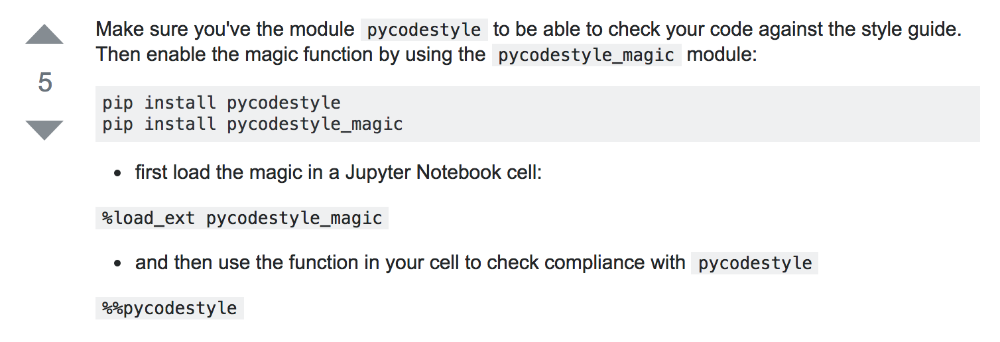 Make sure you've the module pycodestyle to be able to check your code against the style guide.
Then enable the magic function by using the pycodestyle_magic module:
5
pip install pycodestyle
pip install pycodestyle_magic
• first load the magic in a Jupyter Notebook cell:
%load_ext pycodestyle_magic
• and then use the function in your cell to check compliance with pycodestyle
%%pycodestyle